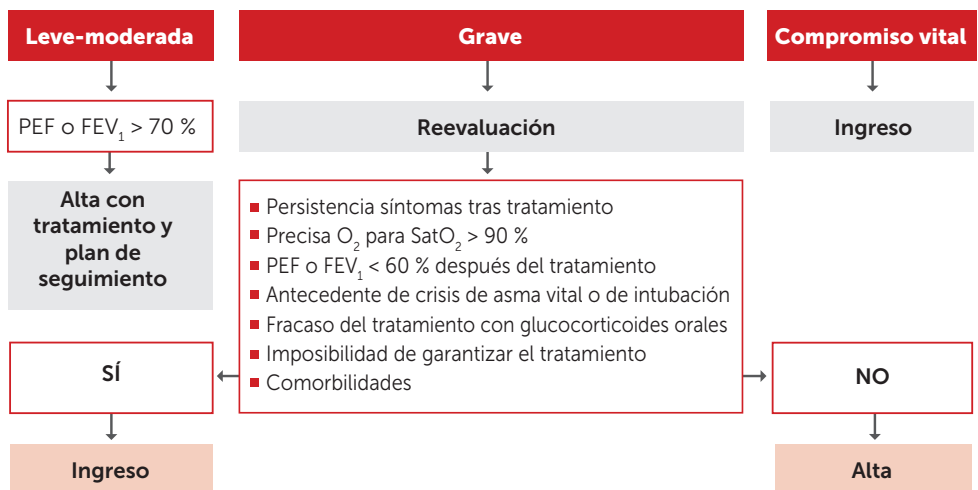 Leve-moderada
PEF o FEV₁ > 70 %
Alta con
tratamiento y
plan de
seguimiento
Grave
Reevaluación
Persistencia síntomas tras tratamiento
Precisa O₂ para SatO₂ > 90 %
PEF o FEV₁ < 60 % después del tratamiento
Antecedente de crisis de asma vital o de intubación
Fracaso del tratamiento con glucocorticoides orales
Imposibilidad de garantizar el tratamiento
Comorbilidades
Compromiso vital
Ingreso
SÍ
Ingreso
NO
Alta